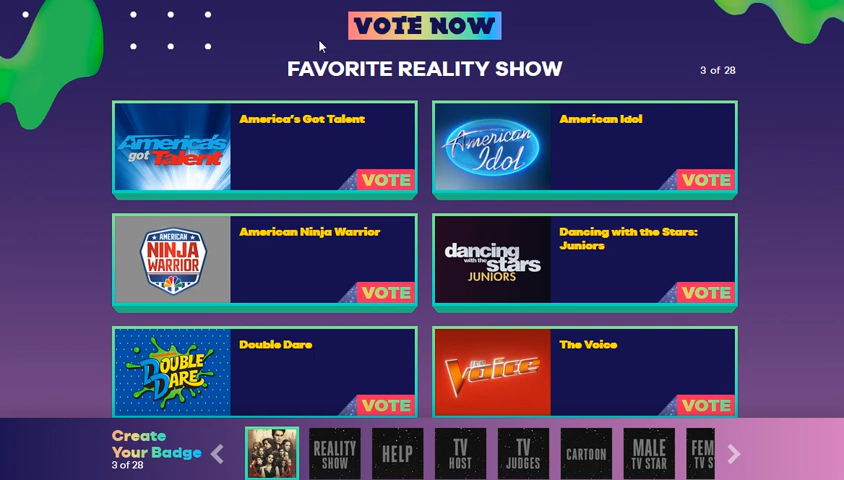 VOTE NOW
FAVORITE REALITY SHOW
3 of 28
America's
got Talent
America's Got Talent
VOTE
American
Idol
American Idol
VOTE
AMERICAN
NINJA
WARRIOR
American Ninja Warrior
VOTE
dancing
with the
stars
JUNIORS
Dancing with the Stars:
Juniors
VOTE
DOUBLE
DARE
Double Dare
VOTE
the
Voice
The Voice
VOTE
Create
Your Badge
3 of 28
REALITY
SHOW
HELP
TV
HOST
TV
JUDGES
CARTOON
MALE
TV STAR
FEM
TV S